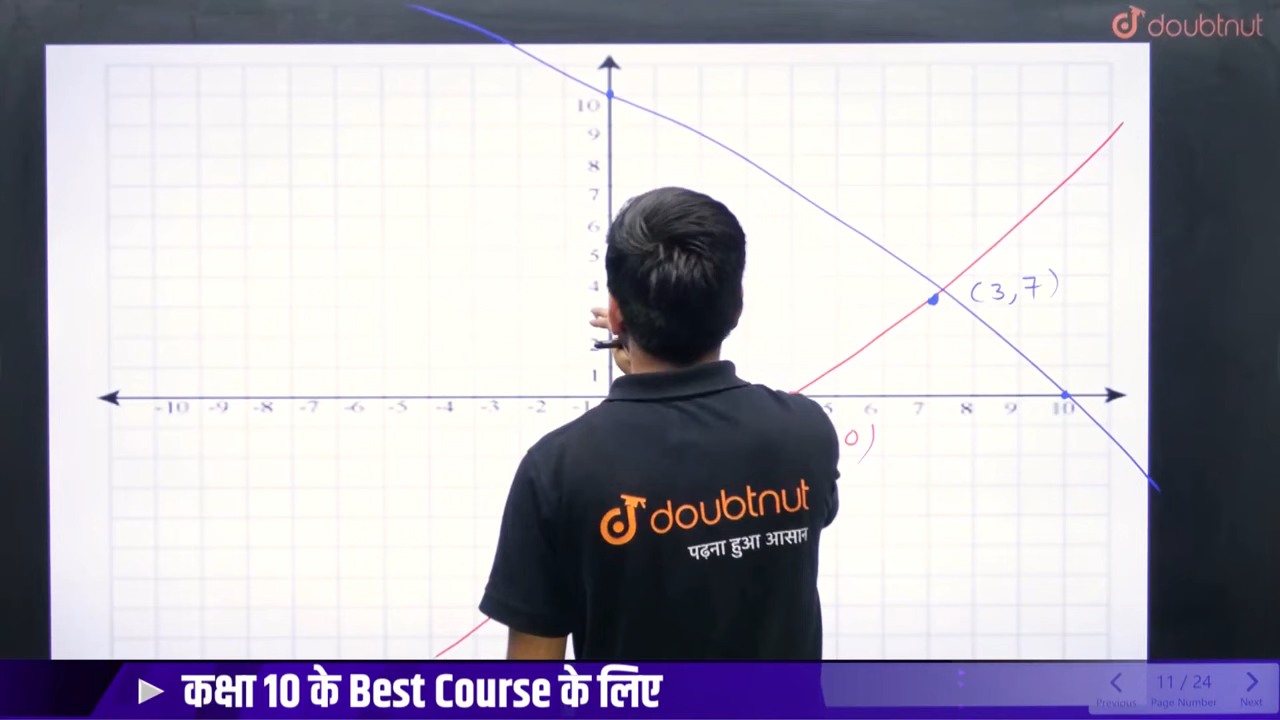 doubtnut
10
9
8
7
6
5
4
(3,7)
2
1
-10 -9 -8 -7 -6 -5 -4 -3 -2 -1 6 7 8 9 10
0)
doubtnut
पढ़ना हुआ आसान
कक्षा 10 के Best Course के लिए
11 / 24
Previous Page Number Next